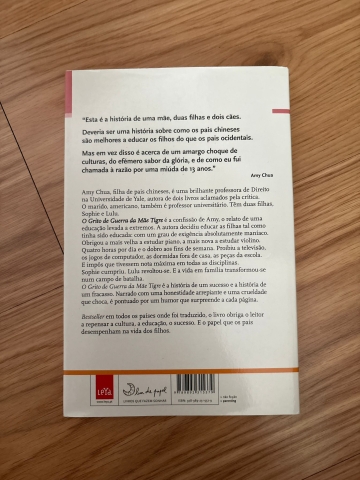 "Esta é a história de uma mãe, duas filhas e dois cães.
Deveria ser uma história sobre como os pais chineses
são melhores a educar os filhos do que os pais ocidentais.
Mas em vez disso é acerca de um amargo choque de
culturas, do efémero sabor da glória, e de como eu fui
chamada à razão por uma miúda de 13 anos."
Amy Chua
Amy Chua, filha de pais chineses, é uma brilhante professora de Direito
na Universidade de Yale, autora de dois livros aclamados pela crítica.
O marido, americano, também é professor universitário. Têm duas filhas,
Sophie e Lulu.
O Grito de Guerra da Mãe Tigre é a confissão de Amy, o relato de uma
educação levada a extremos. A autora decidiu educar as filhas tal como
tinha sido educada: com um grau de exigência absolutamente maníaco.
Obrigou a mais velha a estudar piano, a mais nova a estudar violino.
Quatro horas por dia e o dobro aos fins de semana. Proibiu a televisão,
os jogos de computador, as dormidas fora de casa, as peças da escola.
E impôs que tivessem nota máxima em todas as disciplinas.
Sophie cumpriu. Lulu revoltou-se. E a vida em família transformou-se
num campo de batalha.
O Grito de Guerra da Mãe Tigre é a história de um sucesso e a história de
um fracasso. Narrado com uma honestidade arrepiante e uma crueldade
que choca, é pontuado por um humor que surpreende a cada página.
Bestseller em todos os países onde foi traduzido, o livro obriga o leitor
a repensar a cultura, a educação, o sucesso. E o papel que os pais
desempenham na vida dos filhos.
LeYa
Lua de papel